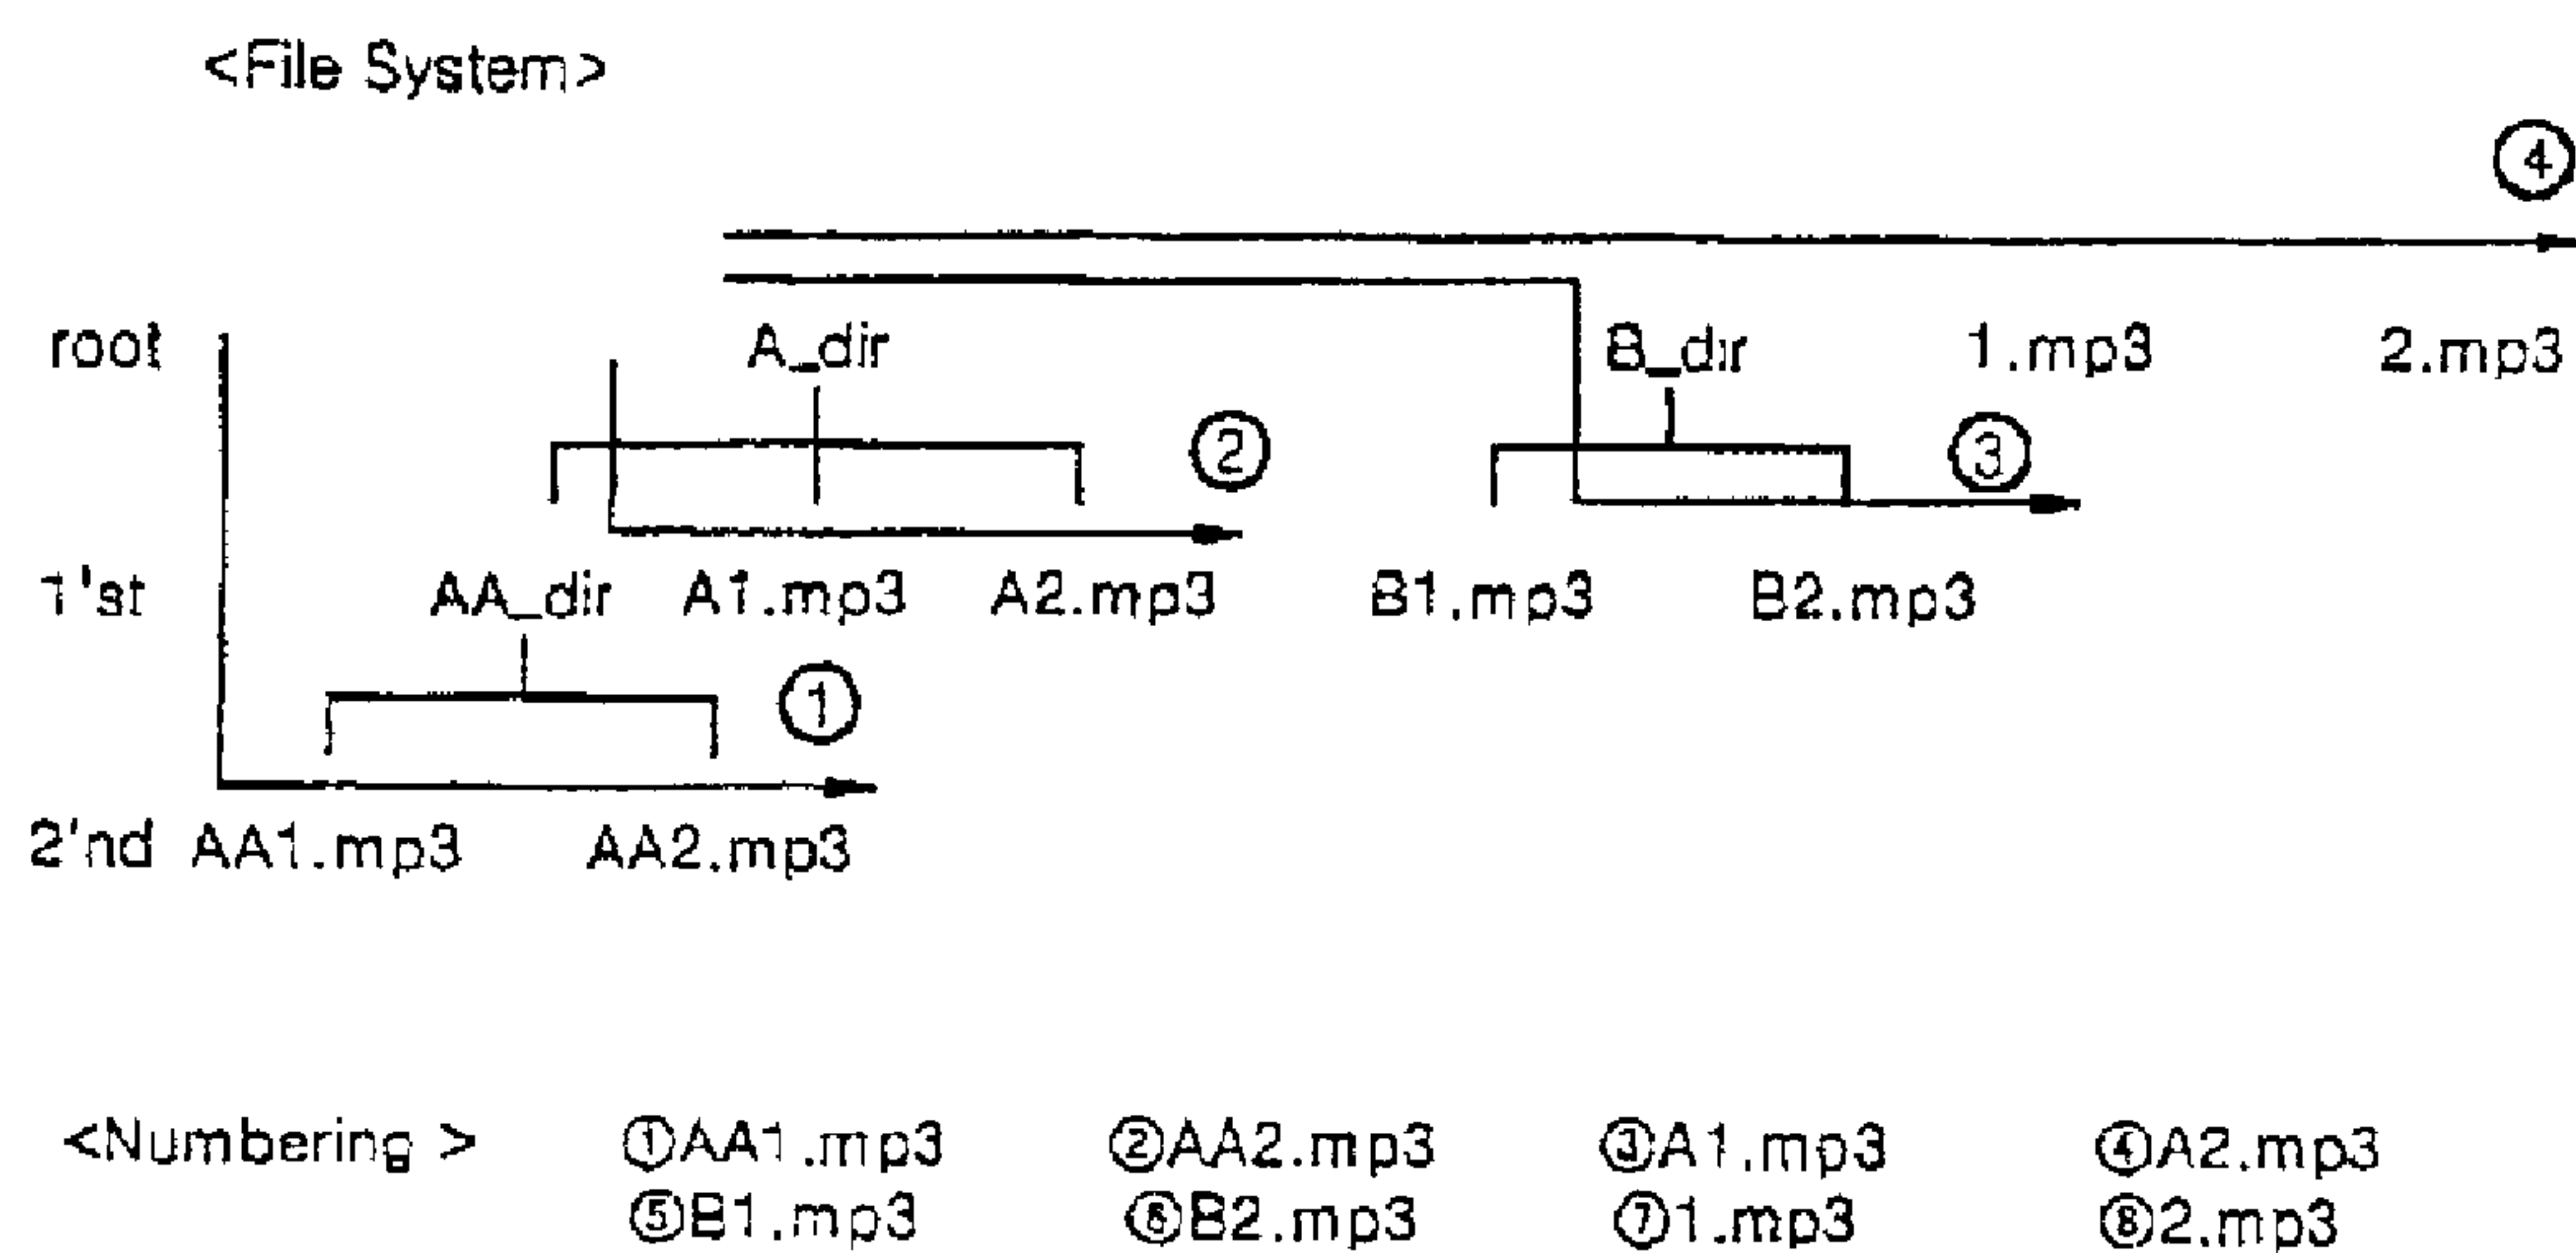 <File System>
④
root A_dir B_dir 1.mp3 2.mp3
② ③
1'st AA_dir A1.mp3 A2.mp3 B1.mp3 B2.mp3
①
2'nd AA1.mp3 AA2.mp3
<Numbering > ①AA1.mp3 ②AA2.mp3 ③A1.mp3 ④A2.mp3
⑤B1.mp3 ⑥B2.mp3 ⑦1.mp3 ⑧2.mp3